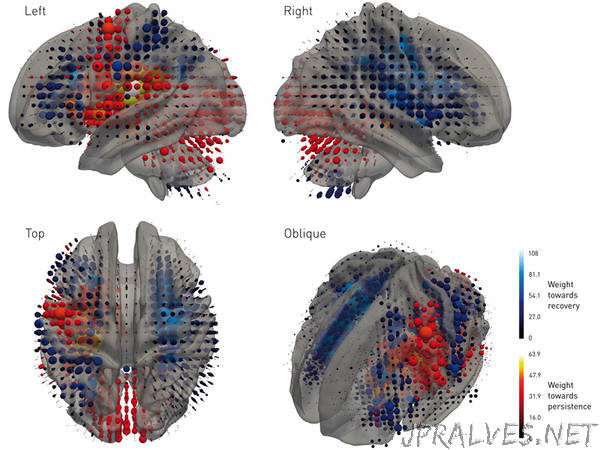 Left
Right
Top
Oblique
108
81.1
54.1
27.0
0
Weight
towards
recovery
63.9
47.9
31.9
16.0
0
Weight
towards
persistence
JPRALVES.NET